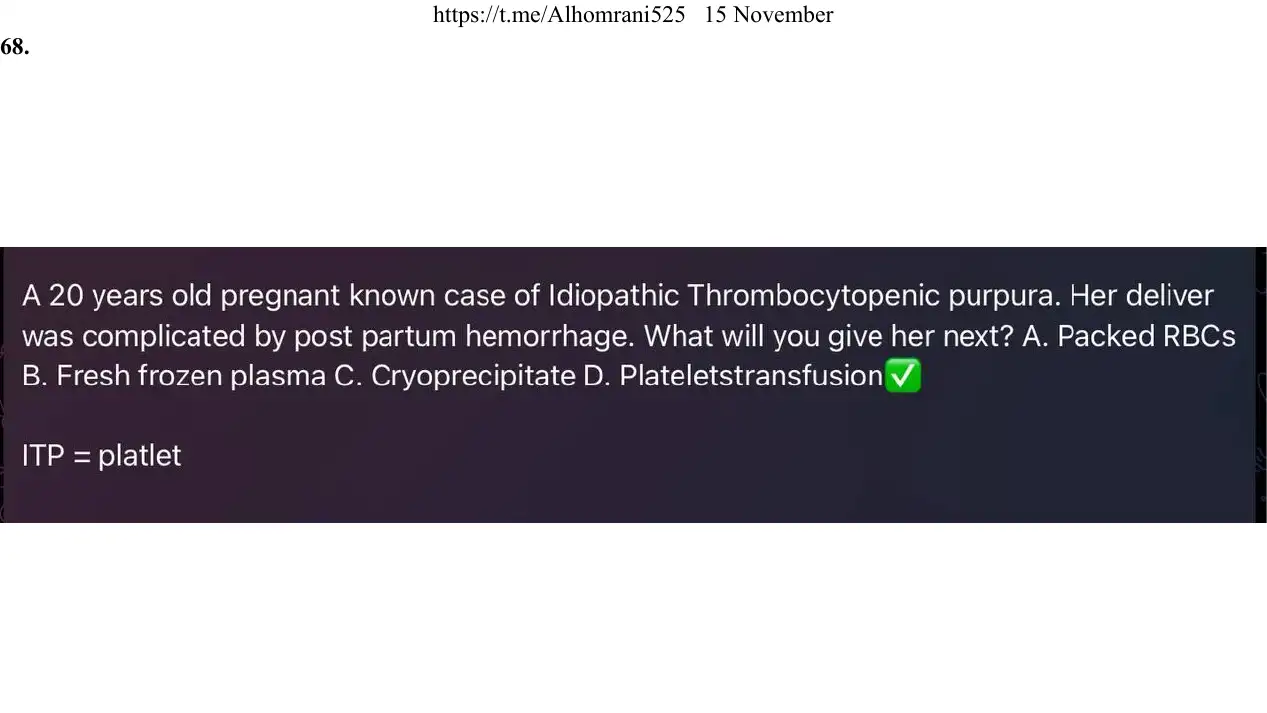 https://t.me/Alhomrani525 15 November
68.
A 20 years old pregnant known case of Idiopathic Thrombocytopenic purpura. Her deliver
was complicated by post partum hemorrhage. What will you give her next? A. Packed RBCs
B. Fresh frozen plasma C. Cryoprecipitate D. Plateletstransfusion✅
ITP = platlet